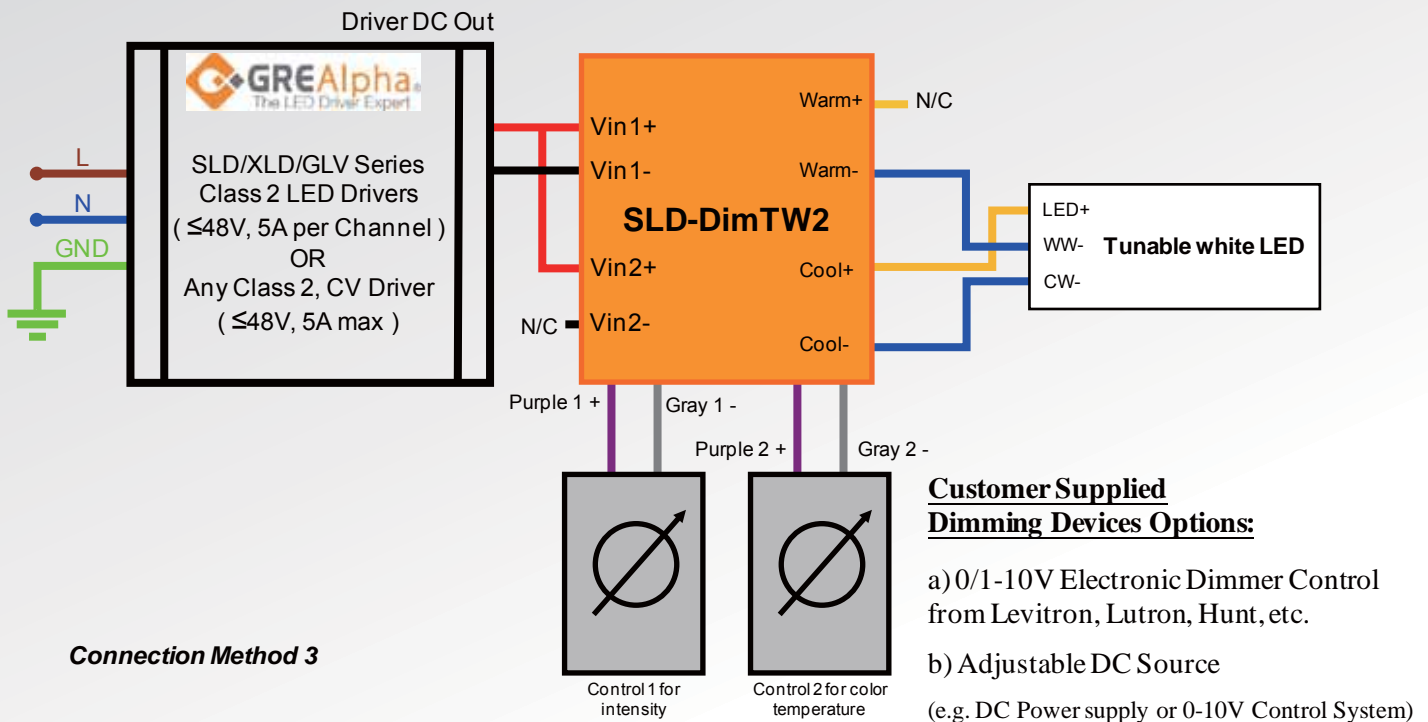 Driver DC Out
GREAlpha®
The LED Driver Expert
L
N
GND
SLD/XLD/GLV Series
Class 2 LED Drivers
( ≤48V, 5A per Channel )
OR
Any Class 2, CV Driver
( ≤48V, 5A max )
Vin1+
Vin1-
Vin2+
N/C
Vin2-
SLD-DimTW2
Warm+
N/C
Warm-
Cool+
Cool-
LED+
WW-
CW-
Tunable white LED
Purple 1 +
Gray 1 -
Purple 2 +
Gray 2 -
Control 1 for
intensity
Control 2 for color
temperature
Customer Supplied
Dimming Devices Options:
a) 0/1-10V Electronic Dimmer Control
from Levitron, Lutron, Hunt, etc.
b) Adjustable DC Source
(e.g. DC Power supply or 0-10V Control System)
Connection Method 3